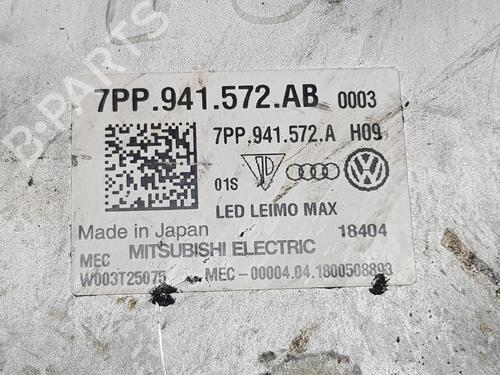 7PP.941.572.AB 0003
7PP.941.572.A H09
01S
LED LEIMO MAX
Made in Japan 18404
MEC MITSUBISHI ELECTRIC
W003T25075 MEC-00004.04.1800508893
B-PARTS